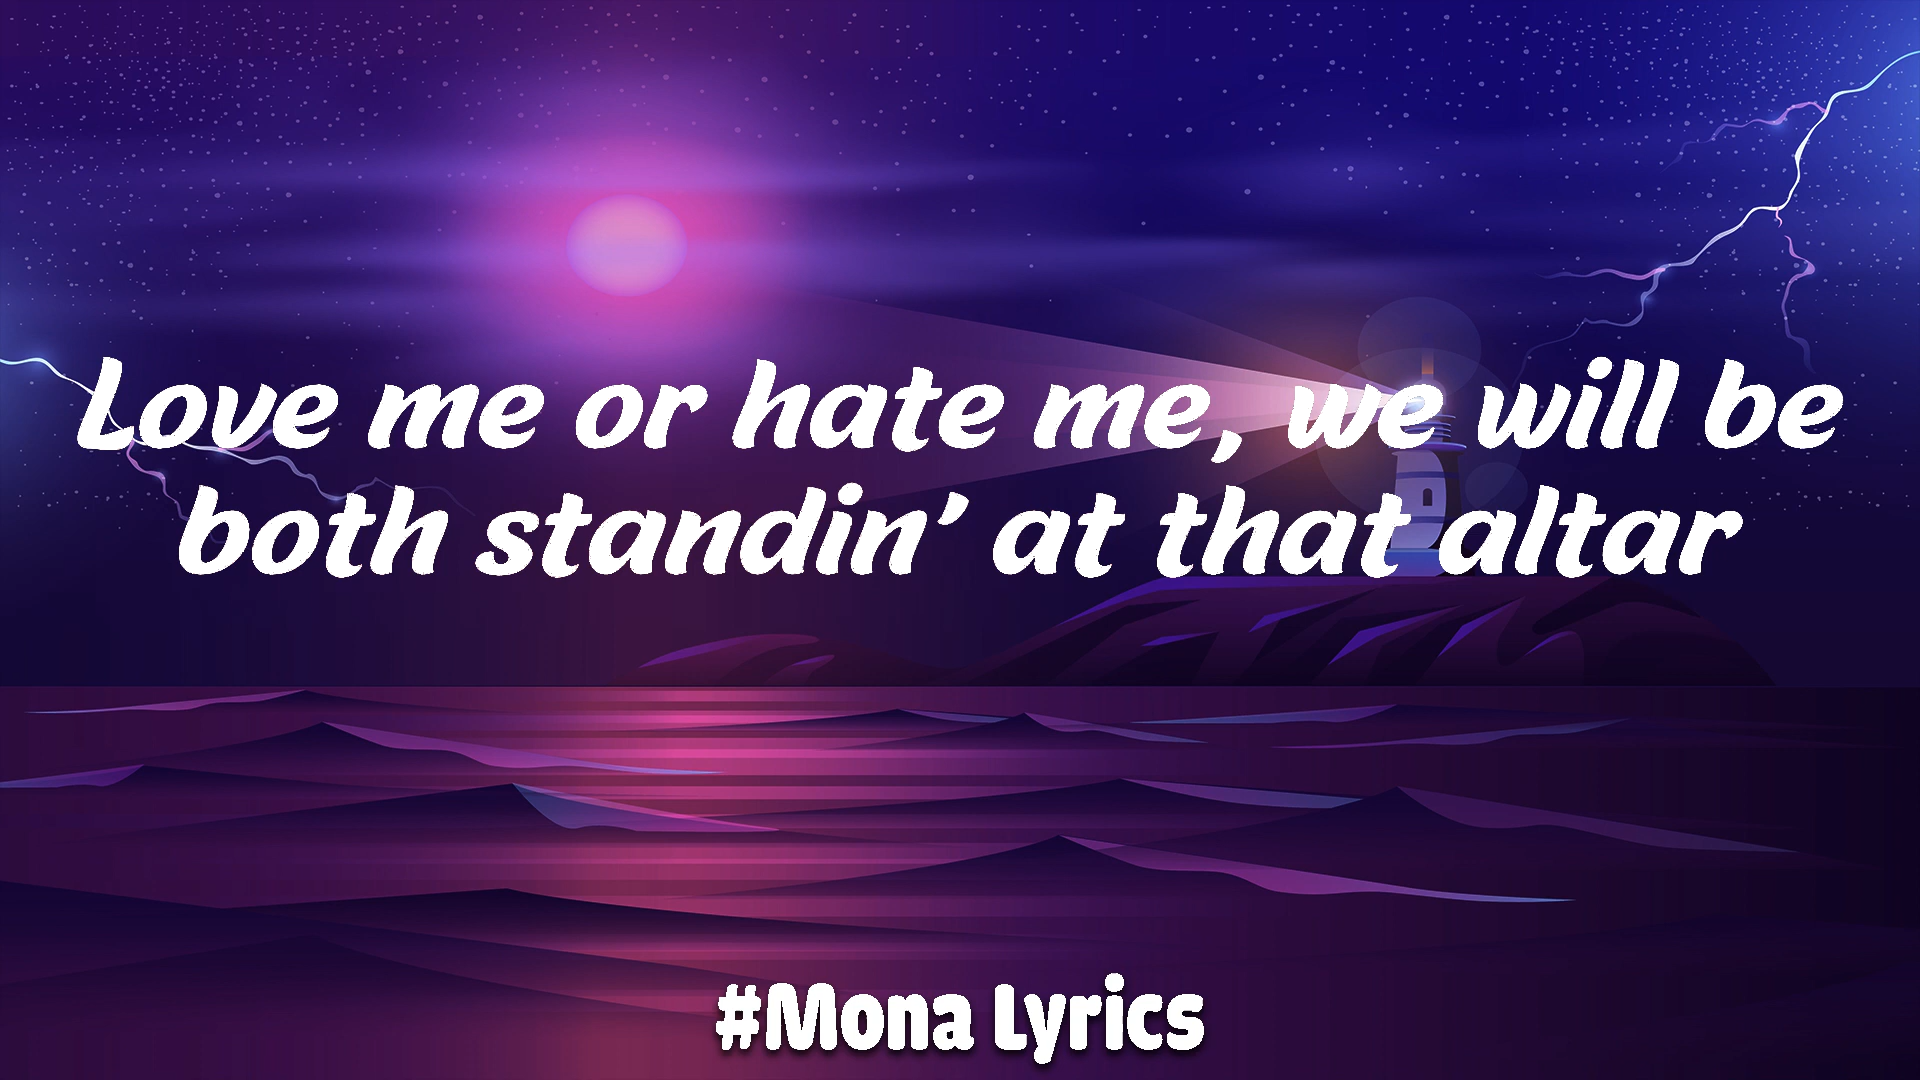 Love me or hate me, we will be
both standin' at that altar
#Mona Lyrics